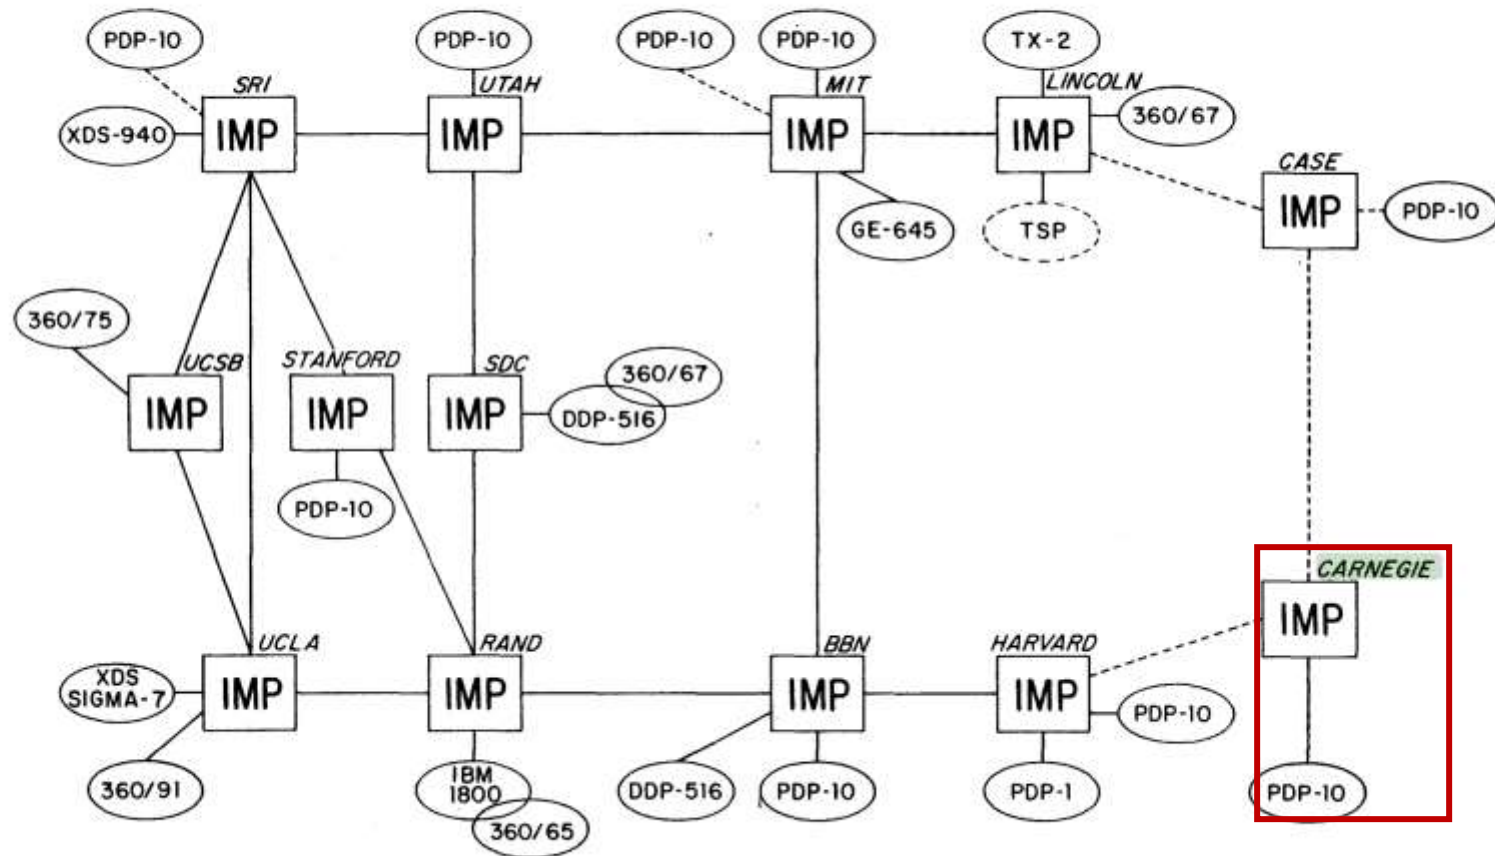 PDP-10
PDP-10
PDP-10
PDP-10
TX-2
SRI
UTAH
MIT
LINCOLN
XDS-940
IMP
IMP
IMP
IMP
360/67
CASE
IMP
PDP-10
GE-645
TSP
360/75
UCSB
STANFORD
SDC
360/67
IMP
IMP
IMP
DDP-516
PDP-10
CARNEGIE
IMP
UCLA
RAND
BBN
HARVARD
XDS
SIGMA-7
IMP
IMP
IMP
IMP
PDP-10
360/91
IBM
1800
360/65
DDP-516
PDP-10
PDP-1
PDP-10